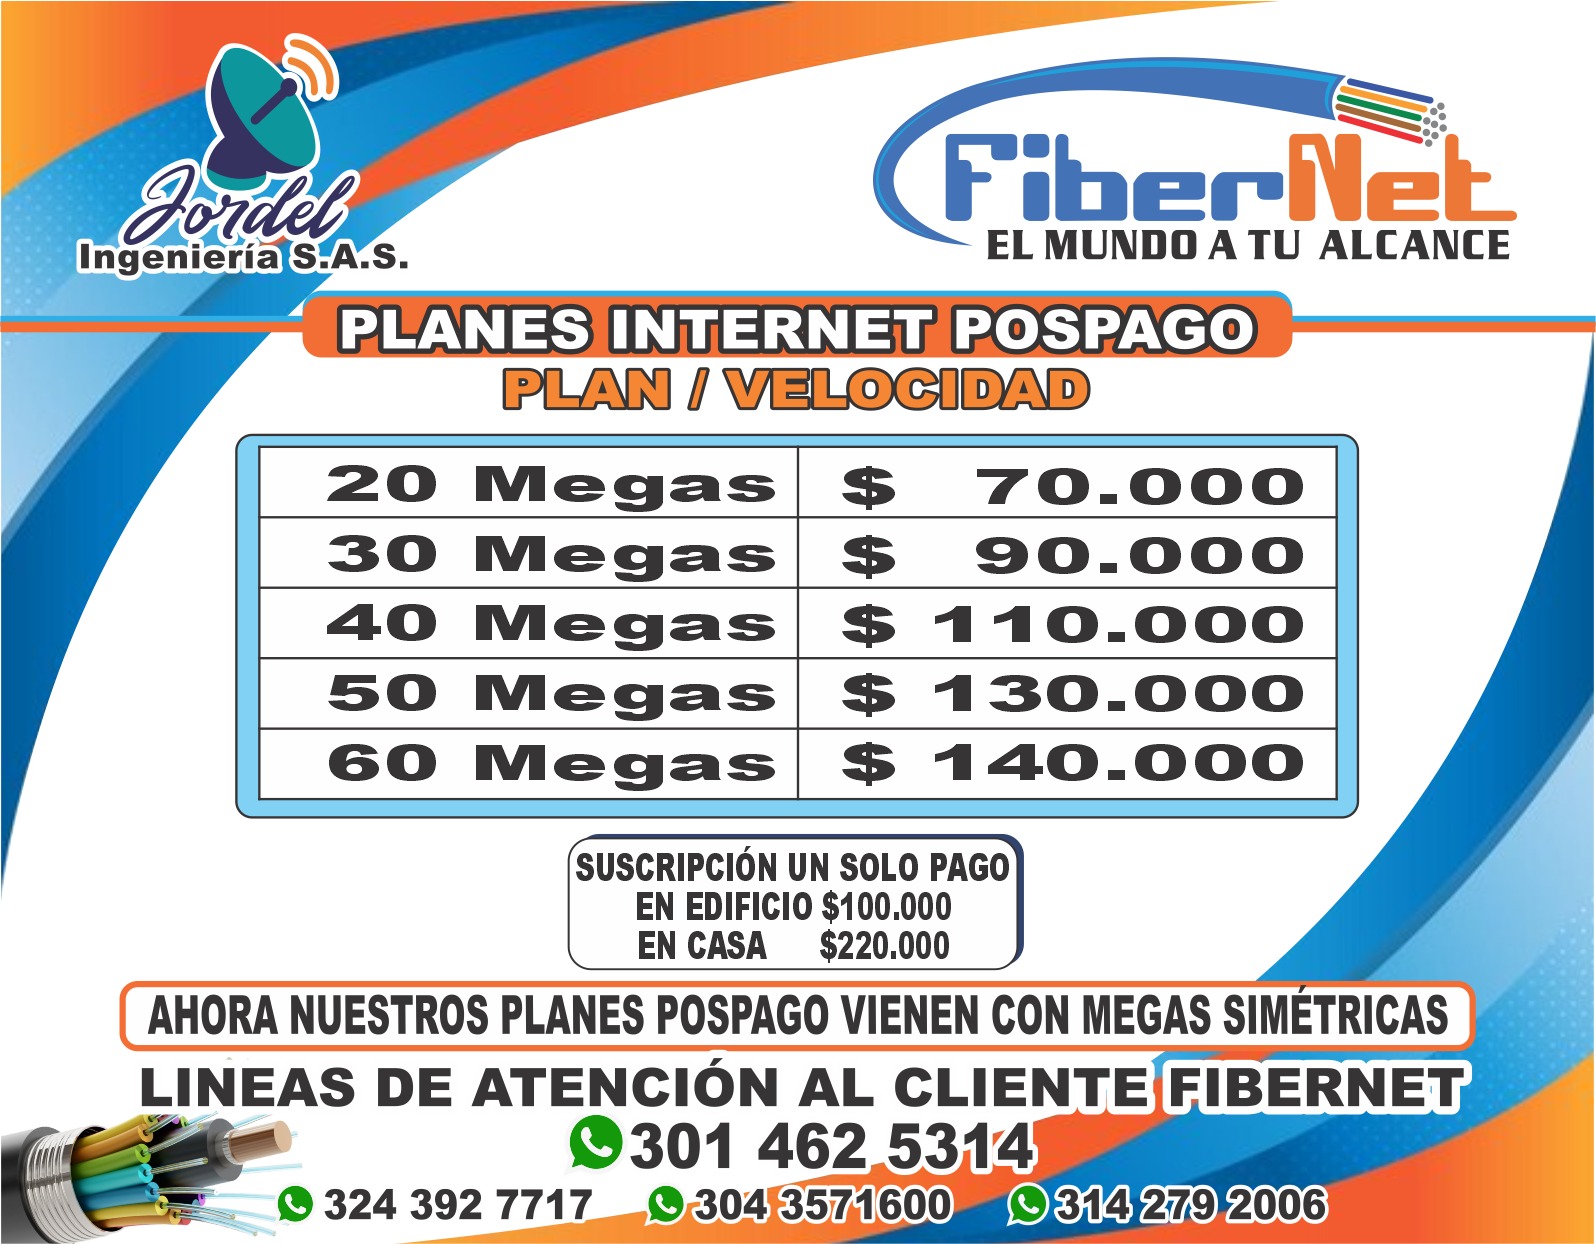 Jordel
Ingeniería S.A.S.
FiberNet
EL MUNDO A TU ALCANCE
PLANES INTERNET POSPAGO
PLAN / VELOCIDAD
20 Megas $ 70.000
30 Megas $ 90.000
40 Megas $ 110.000
50 Megas $ 130.000
60 Megas $ 140.000
SUSCRIPCIÓN UN SOLO PAGO
EN EDIFICIO $100.000
EN CASA $220.000
AHORA NUESTROS PLANES POSPAGO VIENEN CON MEGAS SIMÉTRICAS
LINEAS DE ATENCIÓN AL CLIENTE FIBERNET
301 462 5314
324 392 7717 304 3571600 314 279 2006